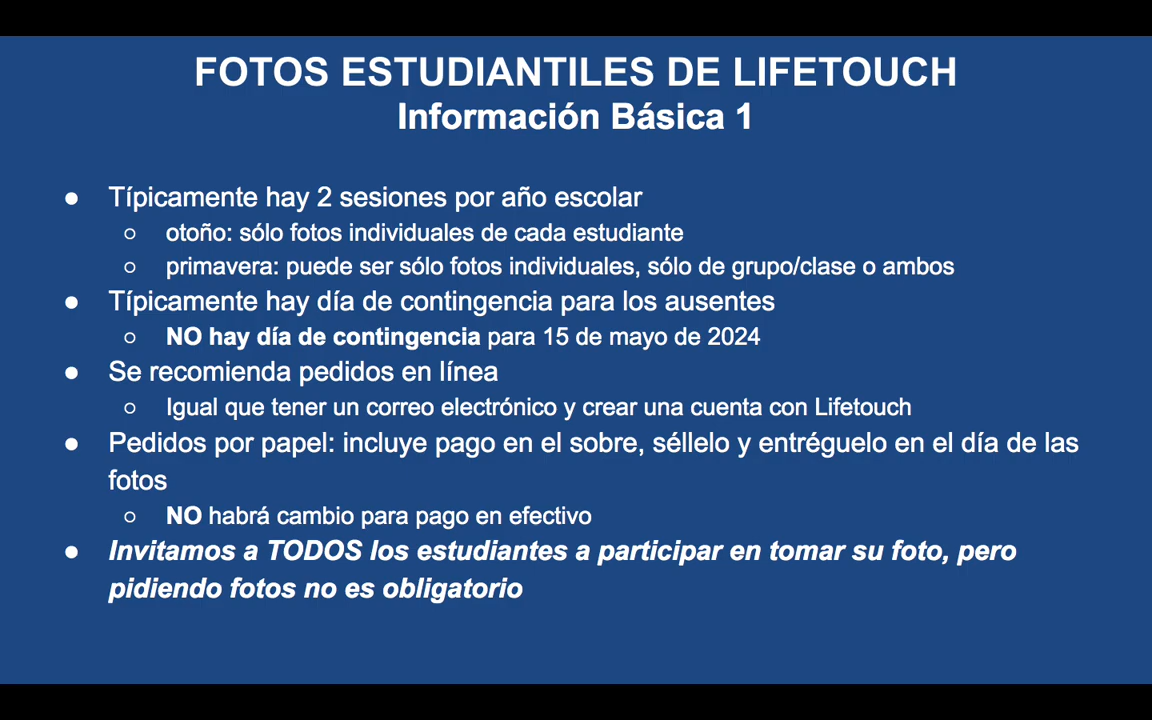 FOTOS ESTUDIANTILES DE LIFETOUCH
Información Básica 1
● Típicamente hay 2 sesiones por año escolar
○ otoño: sólo fotos individuales de cada estudiante
○ primavera: puede ser sólo fotos individuales, sólo de grupo/clase o ambos
● Típicamente hay día de contingencia para los ausentes
○ NO hay día de contingencia para 15 de mayo de 2024
● Se recomienda pedidos en línea
○ Igual que tener un correo electrónico y crear una cuenta con Lifetouch
● Pedidos por papel: incluye pago en el sobre, séllelo y entréguelo en el día de las
fotos
○ NO habrá cambio para pago en efectivo
● Invitamos a TODOS los estudiantes a participar en tomar su foto, pero
pidiendo fotos no es obligatorio